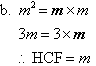 b. m² = m × m
3m = 3 × m
∴ HCF = m